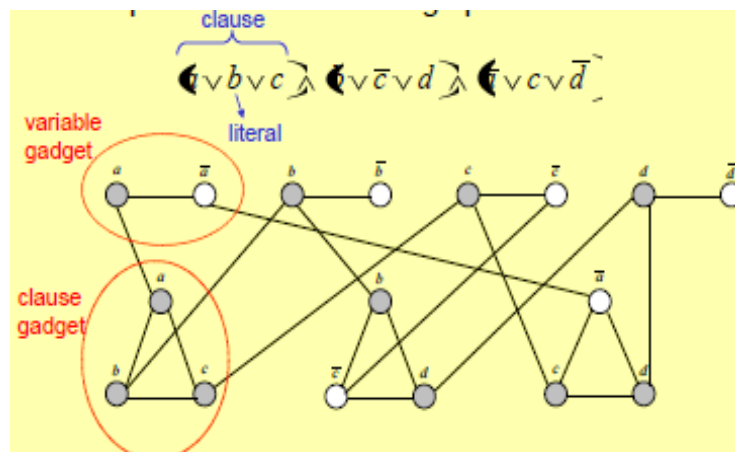 clause
(a ∨ b ∨ c) ∧ (b ∨ c̅ ∨ d) ∧ (a̅ ∨ c ∨ d̅)
literal
variable
gadget
a a̅ b b̅ c c̅ d d̅
clause
gadget
a b a̅
b c c̅ d c d